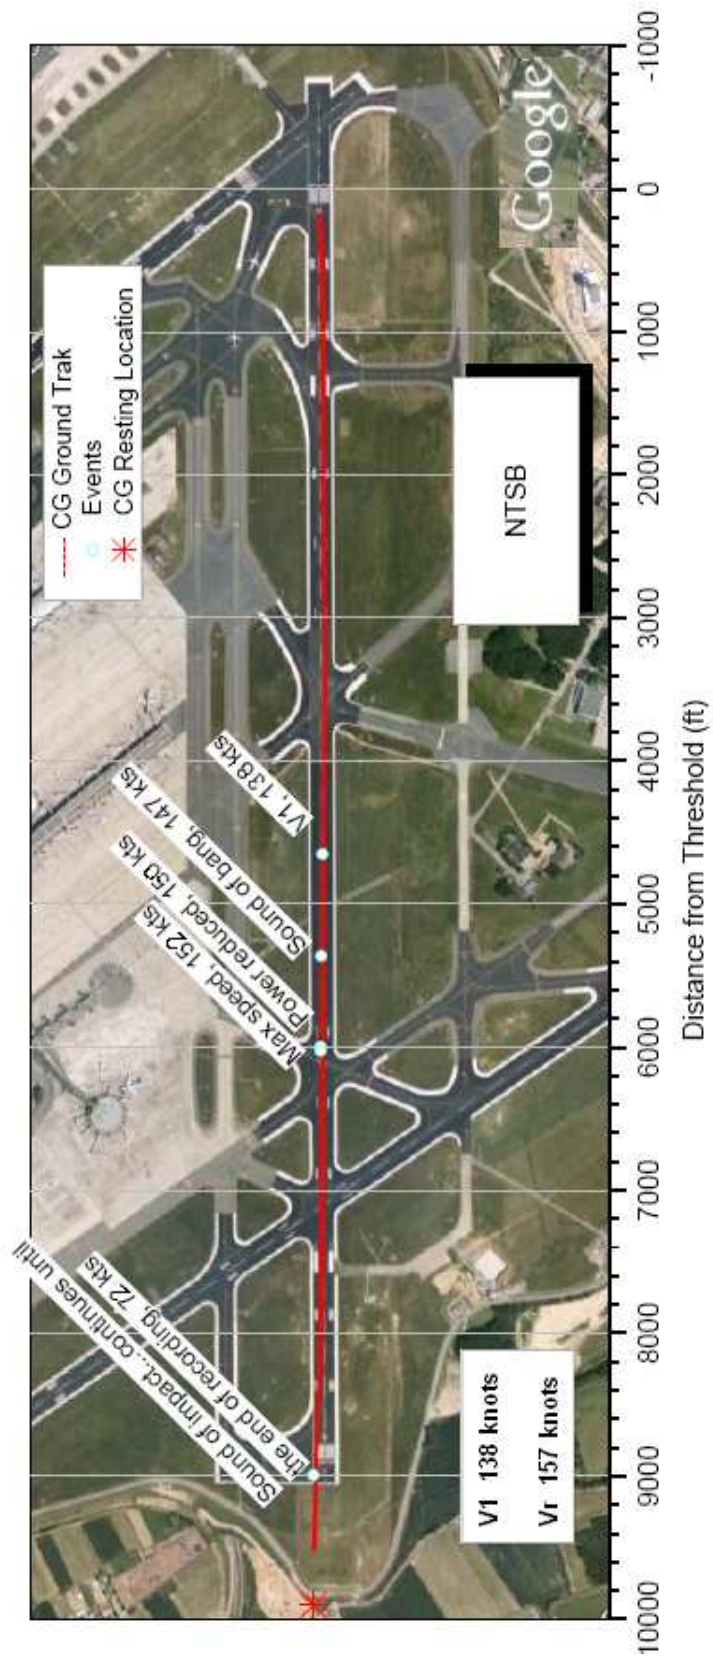 CG Ground Trak
Events
CG Resting Location
Google
NTSB
V1, 138 kts
Sound of bang, 147 kts
Power reduced, 150 kts
Max speed, 152 kts
Sound of impact...continues until
the end of recording, 72 kts
V1 138 knots
Vr 157 knots
-1000
0
1000
2000
3000
4000
5000
6000
7000
8000
9000
10000
Distance from Threshold (ft)